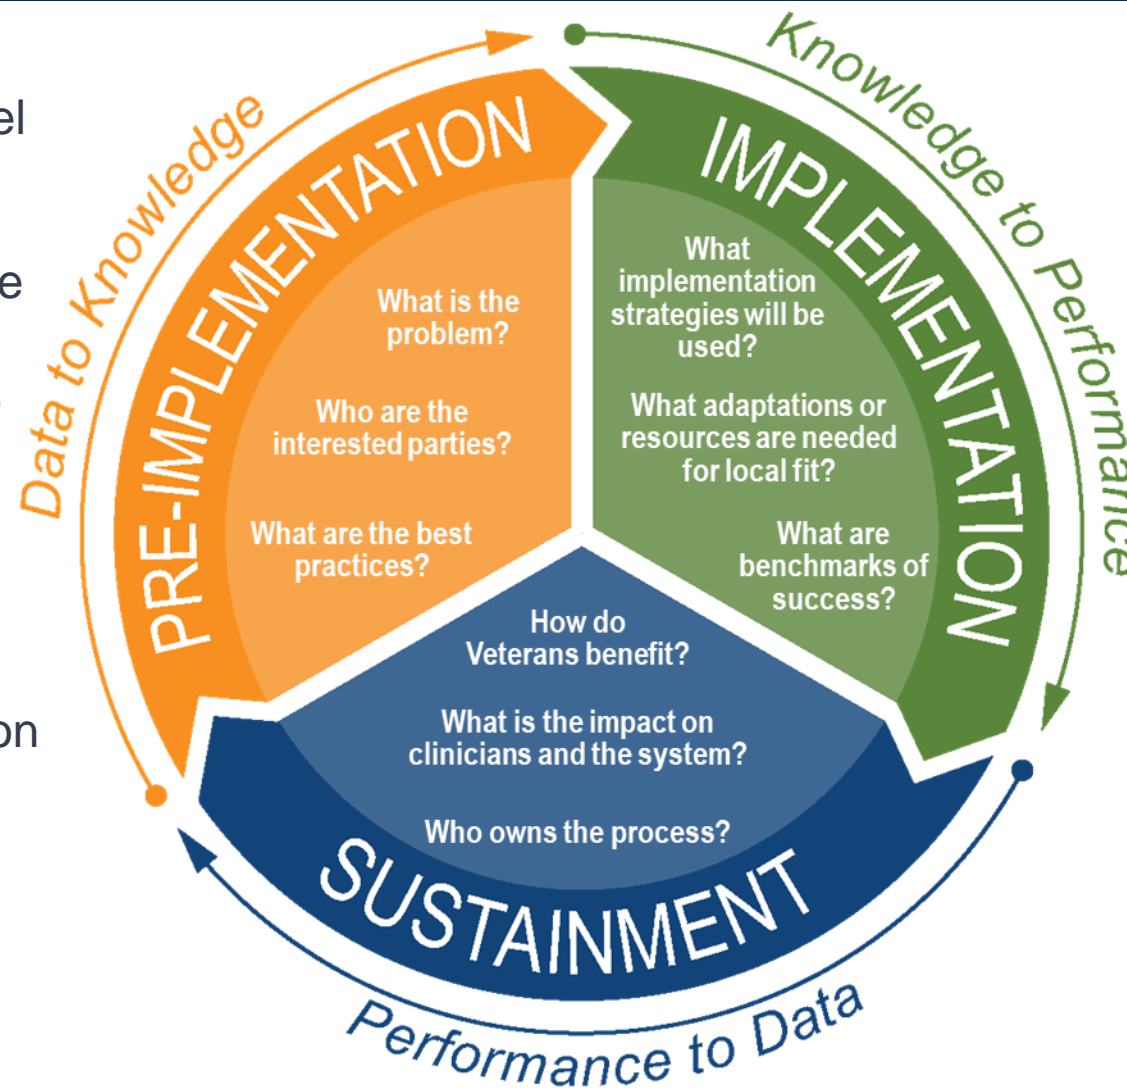 el
e
on
Data to Knowledge
PRE-IMPLEMENTATION
What is the
problem?
Who are the
interested parties?
What are the best
practices?
Knowledge to Performance
IMPLEMENTATION
What
implementation
strategies will be
used?
What adaptations or
resources are needed
for local fit?
What are
benchmarks of
success?
How do
Veterans benefit?
What is the impact on
clinicians and the system?
Who owns the process?
SUSTAINMENT
Performance to Data